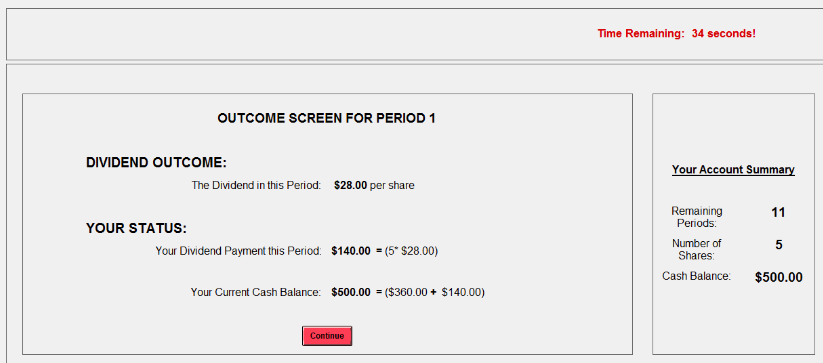 Time Remaining: 34 seconds!
OUTCOME SCREEN FOR PERIOD 1
DIVIDEND OUTCOME:
The Dividend in this Period: $28.00 per share
YOUR STATUS:
Your Dividend Payment this Period: $140.00 = (5* $28.00)
Your Current Cash Balance: $500.00 = ($360.00 + $140.00)
Continue
Your Account Summary
Remaining Periods: 11
Number of Shares: 5
Cash Balance: $500.00